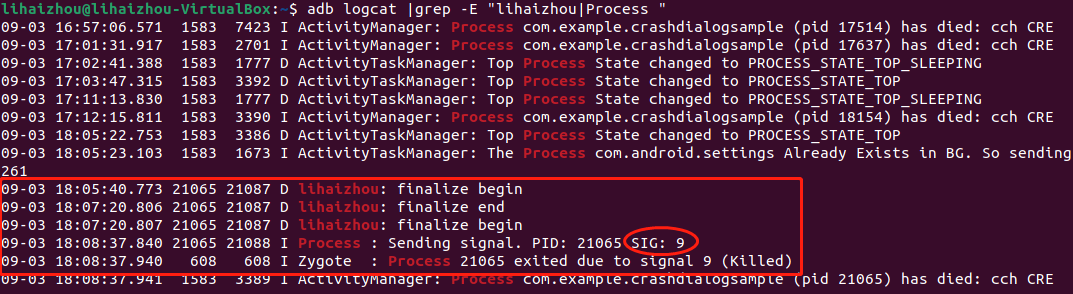 lihaizhou@lihaizhou-VirtualBox:~$ adb logcat |grep -E "lihaizhou|Process "
09-03 16:57:06.571  1583  7423 I ActivityManager: Process com.example.crashdialogsample (pid 17514) has died: cch CRE
09-03 17:01:31.917  1583  2701 I ActivityManager: Process com.example.crashdialogsample (pid 17637) has died: cch CRE
09-03 17:02:41.388  1583  1777 D ActivityTaskManager: Top Process State changed to PROCESS_STATE_TOP_SLEEPING
09-03 17:03:47.315  1583  3392 D ActivityTaskManager: Top Process State changed to PROCESS_STATE_TOP
09-03 17:11:13.830  1583  1777 D ActivityTaskManager: Top Process State changed to PROCESS_STATE_TOP_SLEEPING
09-03 17:12:15.811  1583  3390 I ActivityManager: Process com.example.crashdialogsample (pid 18154) has died: cch CRE
09-03 18:05:22.753  1583  3386 D ActivityTaskManager: Top Process State changed to PROCESS_STATE_TOP
09-03 18:05:23.103  1583  1673 I ActivityTaskManager: The Process com.android.settings Already Exists in BG. So sending
261
09-03 18:05:40.773 21065 21087 D lihaizhou: finalize begin
09-03 18:07:20.806 21065 21087 D lihaizhou: finalize end
09-03 18:07:20.807 21065 21087 D lihaizhou: finalize begin
09-03 18:08:37.840 21065 21088 I Process : Sending signal. PID: 21065 SIG: 9
09-03 18:08:37.940   608   608 I Zygote  : Process 21065 exited due to signal 9 (Killed)
09-03 18:08:37.941  1583  3389 I ActivityManager: Process com.example.crashdialogsample (pid 21065) has died: cch CRE